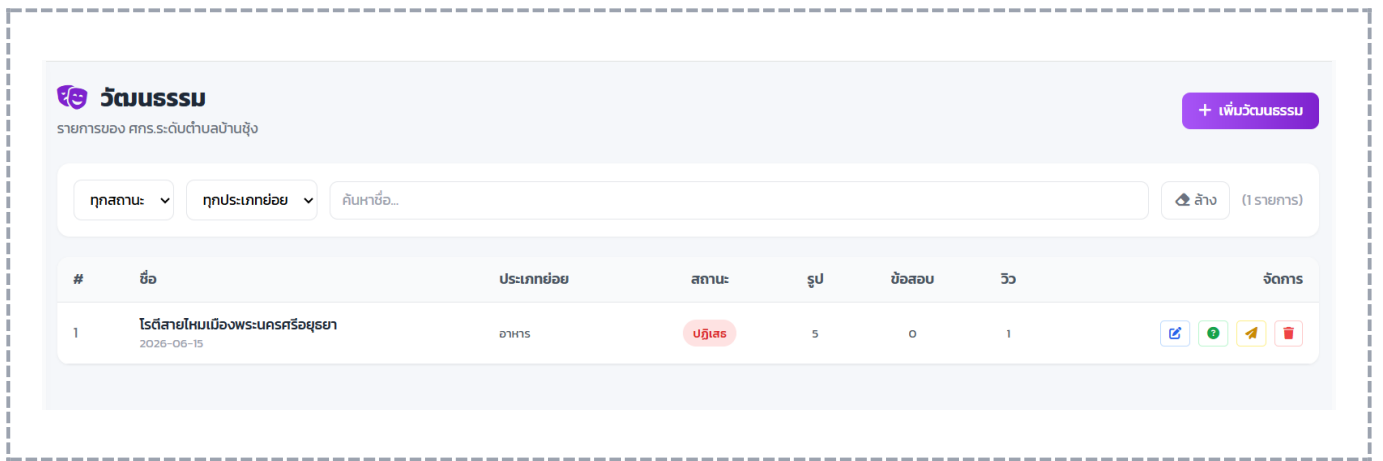 วัฒนธรรม
รายการของ ศกร.ระดับตำบลบ้านชุ้ง
+ เพิ่มวัฒนธรรม
ทุกสถานะ ทุกประเภทย่อย ค้นหาชื่อ... ล้าง (1 รายการ)
# ชื่อ ประเภทย่อย สถานะ รูป ข้อสอบ วิว จัดการ
1 โรตีสายไหมเมืองพระนครศรีอยุธยา อาหาร ปฏิเสธ 5 0 1
2026-06-15